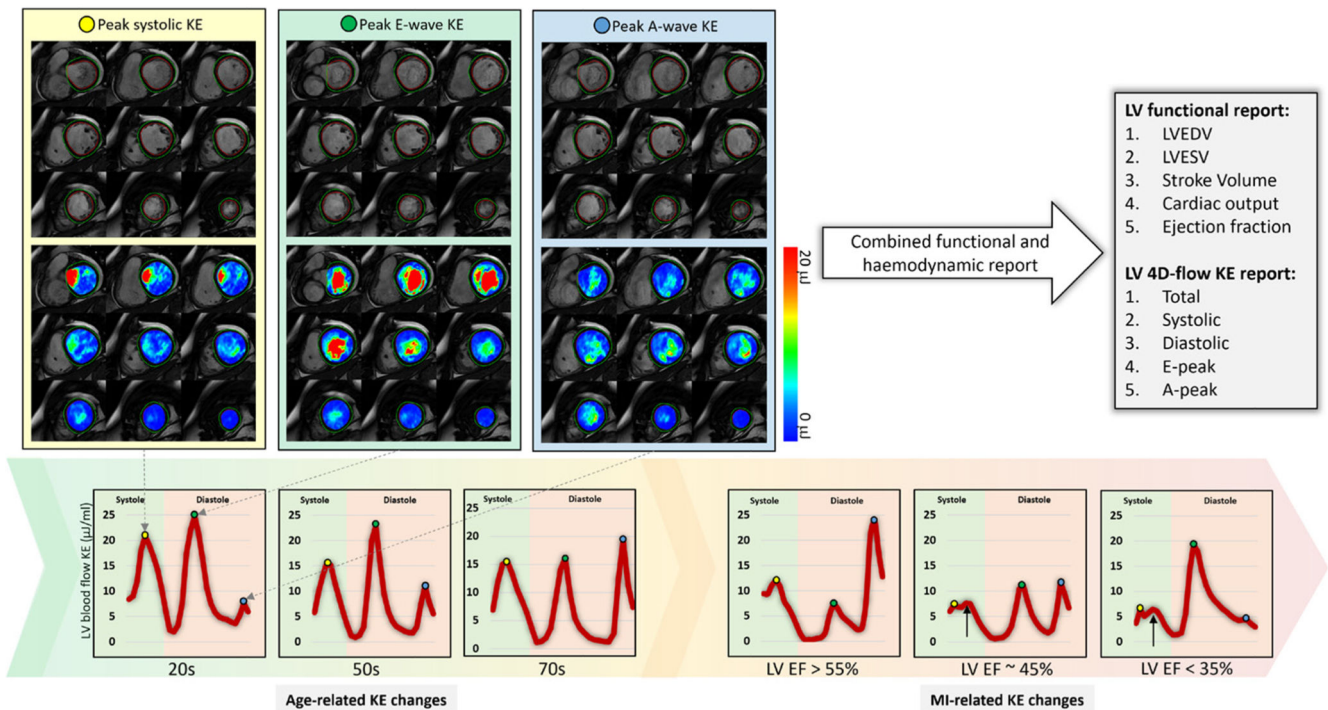 Peak systolic KE
Peak E-wave KE
Peak A-wave KE
20 µJ
0 µJ
Combined functional and
haemodynamic report
LV functional report:
1. LVEDV
2. LVESV
3. Stroke Volume
4. Cardiac output
5. Ejection fraction
LV 4D-flow KE report:
1. Total
2. Systolic
3. Diastolic
4. E-peak
5. A-peak
LV blood flow KE (µJ/ml)
Systole Diastole
25
20
15
10
5
0
20s
Systole Diastole
25
20
15
10
5
0
50s
Systole Diastole
25
20
15
10
5
0
70s
Systole Diastole
25
20
15
10
5
0
LV EF > 55%
Systole Diastole
25
20
15
10
5
0
LV EF ~ 45%
Systole Diastole
25
20
15
10
5
0
LV EF < 35%
Age-related KE changes
MI-related KE changes